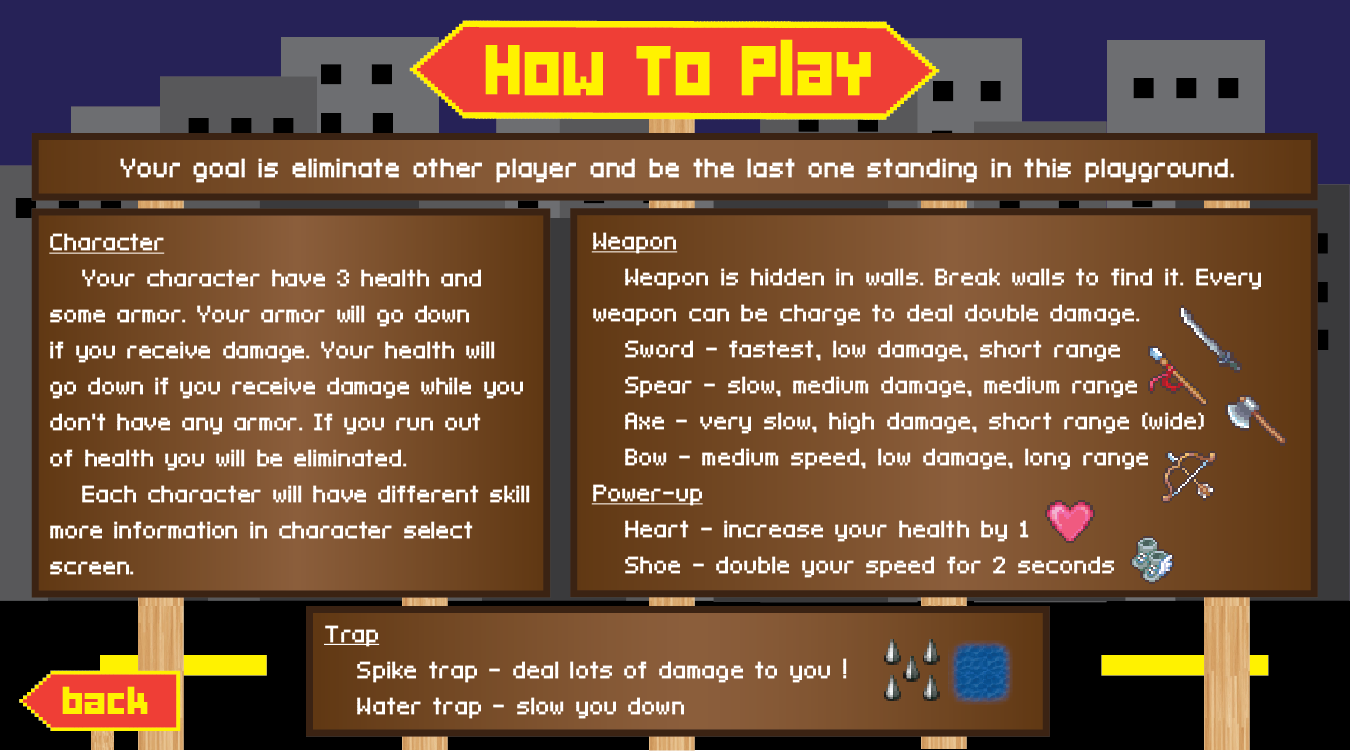 How To Play
Your goal is eliminate other player and be the last one standing in this playground.
Character
Your character have 3 health and
some armor. Your armor will go down
if you receive damage. Your health will
go down if you receive damage while you
don't have any armor. If you run out
of health you will be eliminated.
Each character will have different skill
more information in character select
screen.
Weapon
Weapon is hidden in walls. Break walls to find it. Every
weapon can be charge to deal double damage.
Sword - fastest, low damage, short range
Spear - slow, medium damage, medium range
Axe - very slow, high damage, short range (wide)
Bow - medium speed, low damage, long range
Power-up
Heart - increase your health by 1
Shoe - double your speed for 2 seconds
Trap
Spike trap - deal lots of damage to you !
Water trap - slow you down
back